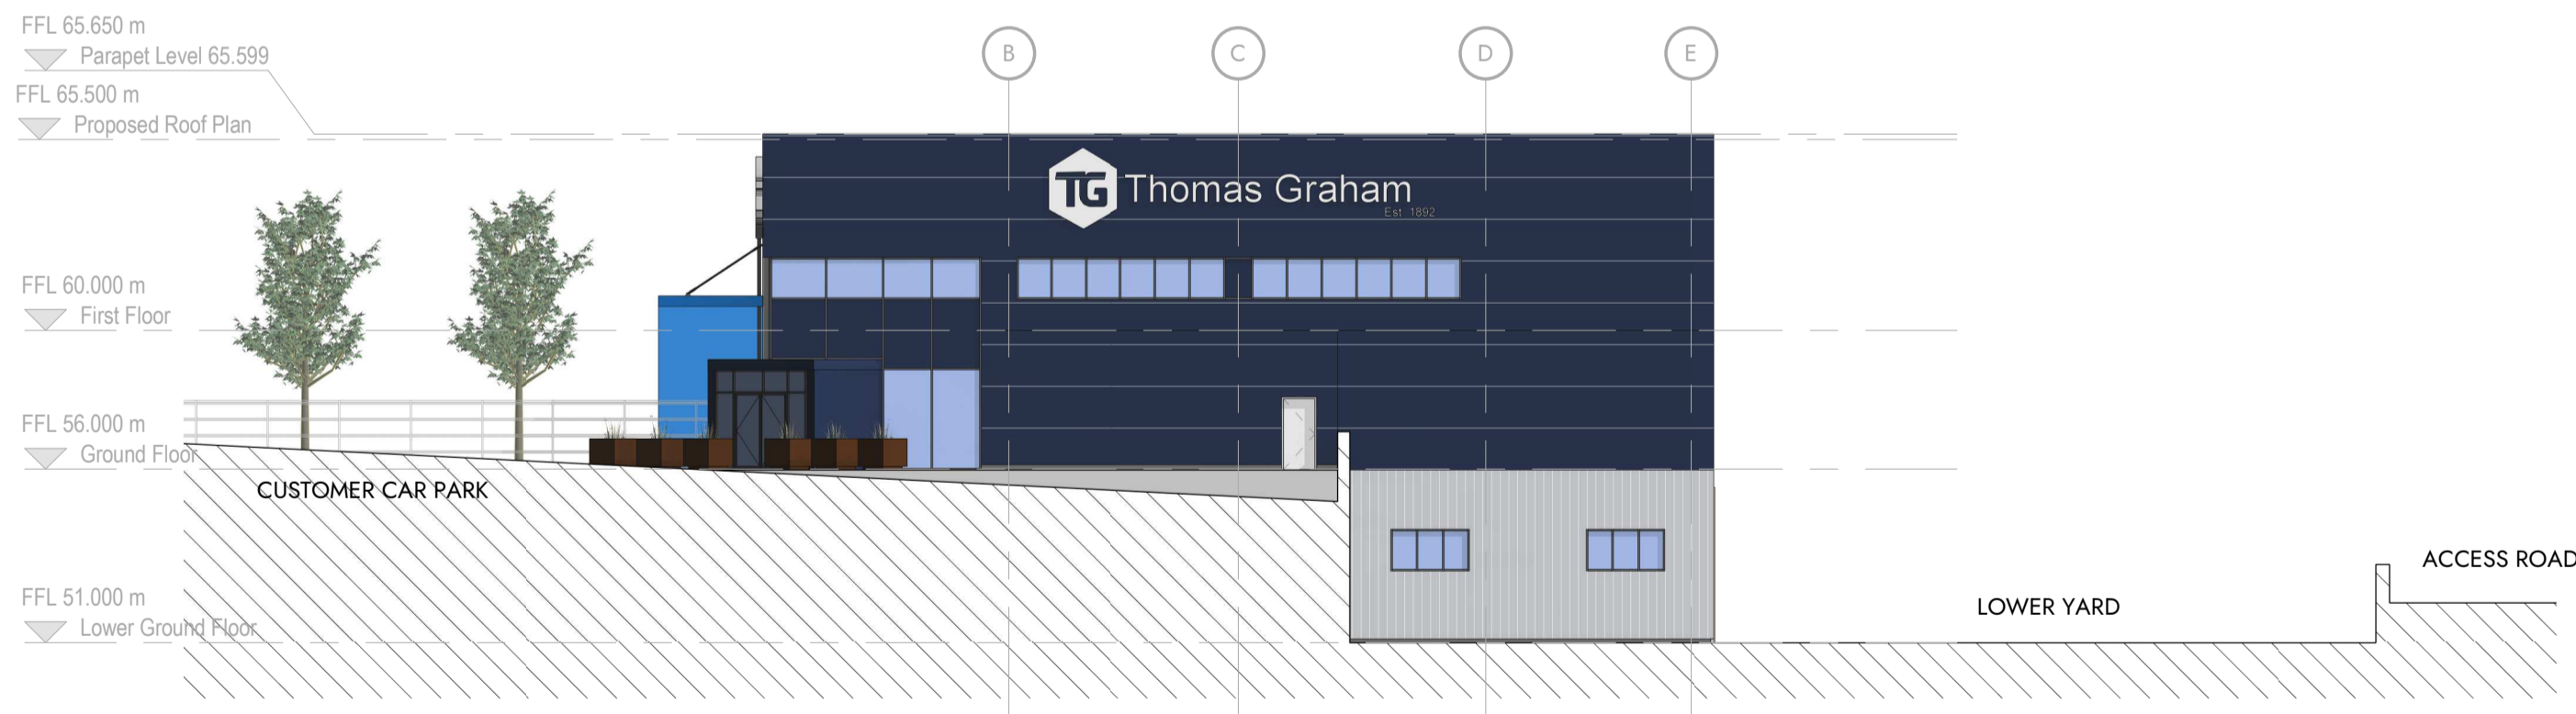 FFL 65.650 m
Parapet Level 65.599
FFL 65.500 m
Proposed Roof Plan
B
C
D
E
TG Thomas Graham
Est 1892
FFL 60.000 m
First Floor
FFL 56.000 m
Ground Floor
CUSTOMER CAR PARK
ACCESS ROAD
FFL 51.000 m
LOWER YARD
Lower Ground Floor